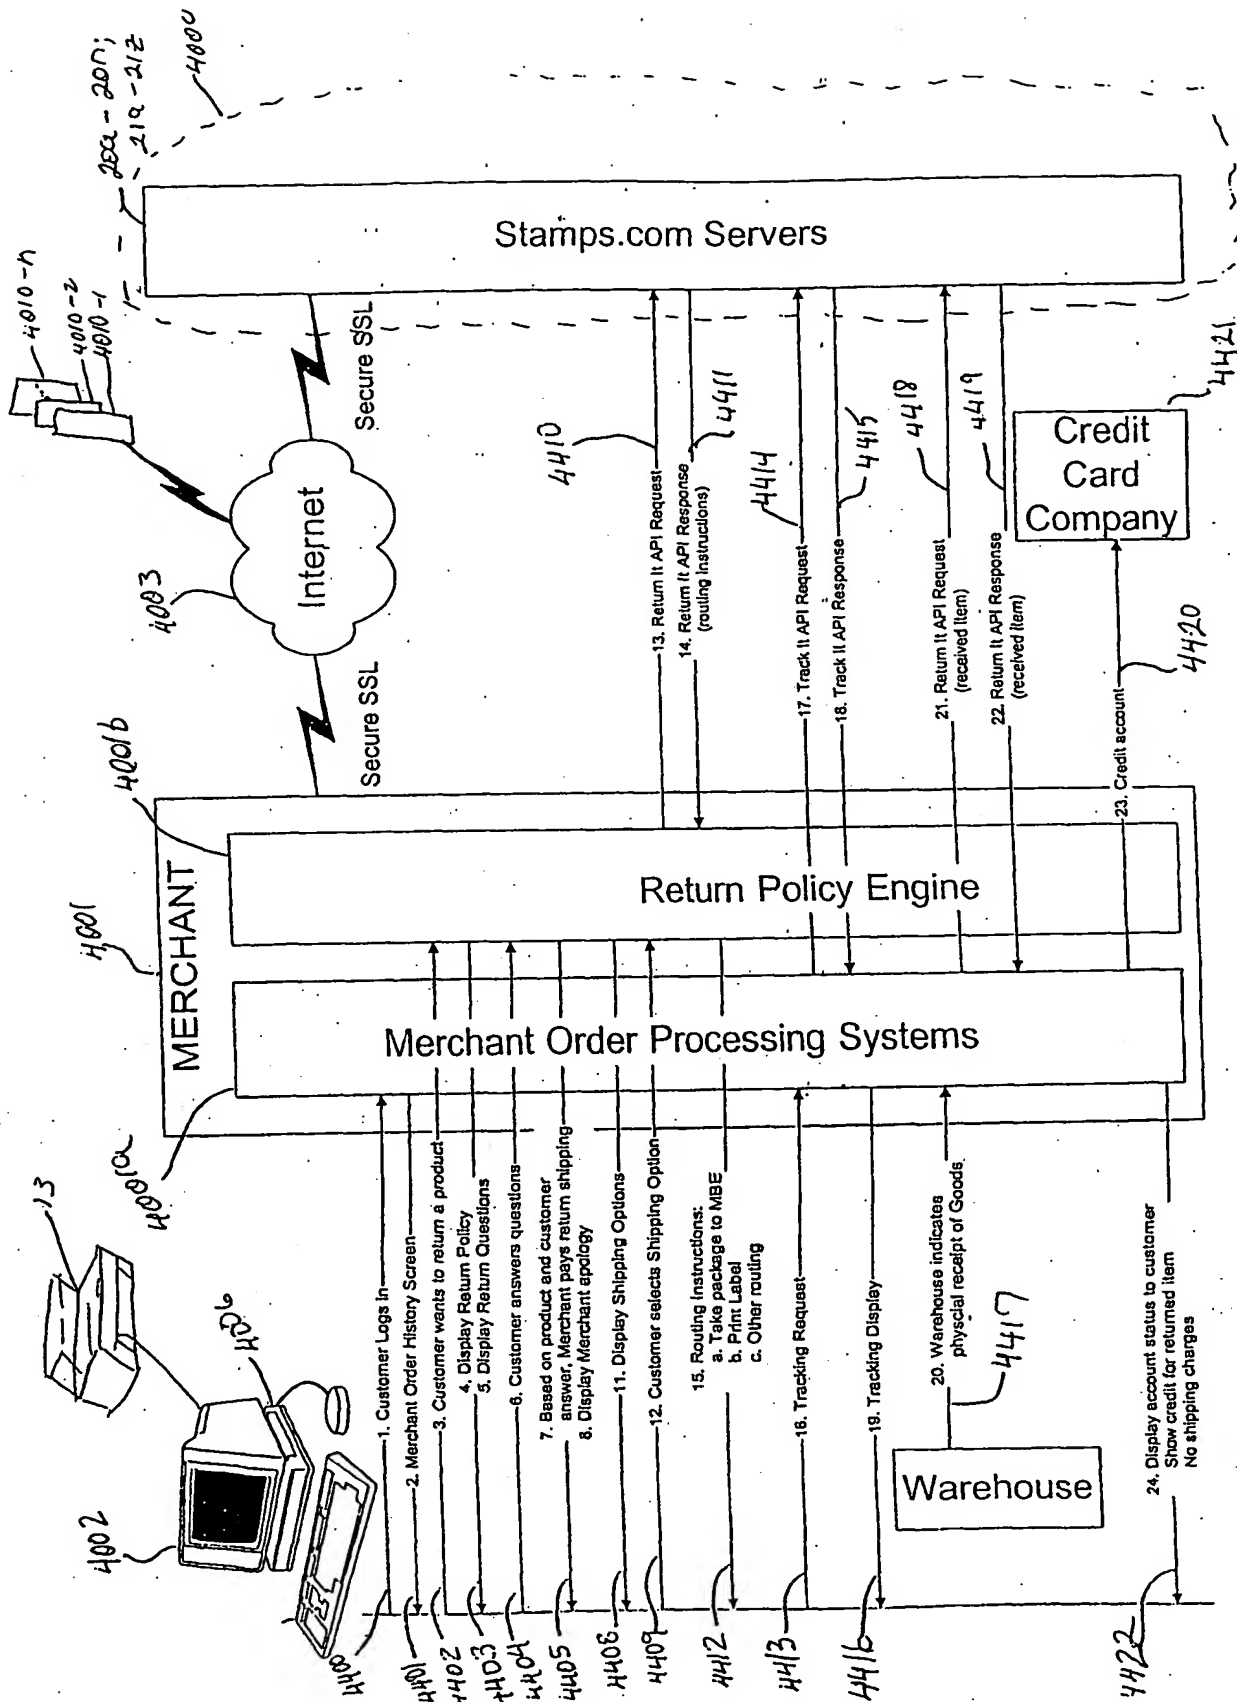 13
4002
4006
4001
MERCHANT
4001a
4001b
Merchant Order Processing Systems
Return Policy Engine
4003
Internet
Secure SSL
Secure SSL
4010-n
4010-2
4010-1
20a - 20n;
21a - 21z
4000
Stamps.com Servers
4400
1. Customer Logs In
4401
2. Merchant Order History Screen
4402
3. Customer wants to return a product
4403
4. Display Return Policy
5. Display Return Questions
4404
6. Customer answers questions
4405
7. Based on product and customer
answer, Merchant pays return shipping
8. Display Merchant apology
4408
11. Display Shipping Options
4409
12. Customer selects Shipping Option
4410
13. Return It API Request
4411
14. Return It API Response
(routing instructions)
4412
15. Routing Instructions:
a. Take package to MBE
b. Print Label
c. Other routing
4413
16. Tracking Request
4414
17. Track It API Request
4415
18. Track It API Response
4416
19. Tracking Display
Warehouse
4417
20. Warehouse indicates
physcial receipt of Goods
4418
21. Return It API Request
(received item)
4419
22. Return It API Response
(received item)
23. Credit account
4420
Credit
Card
Company
4421
4422
24. Display account status to customer
Show credit for returned item
No shipping charges